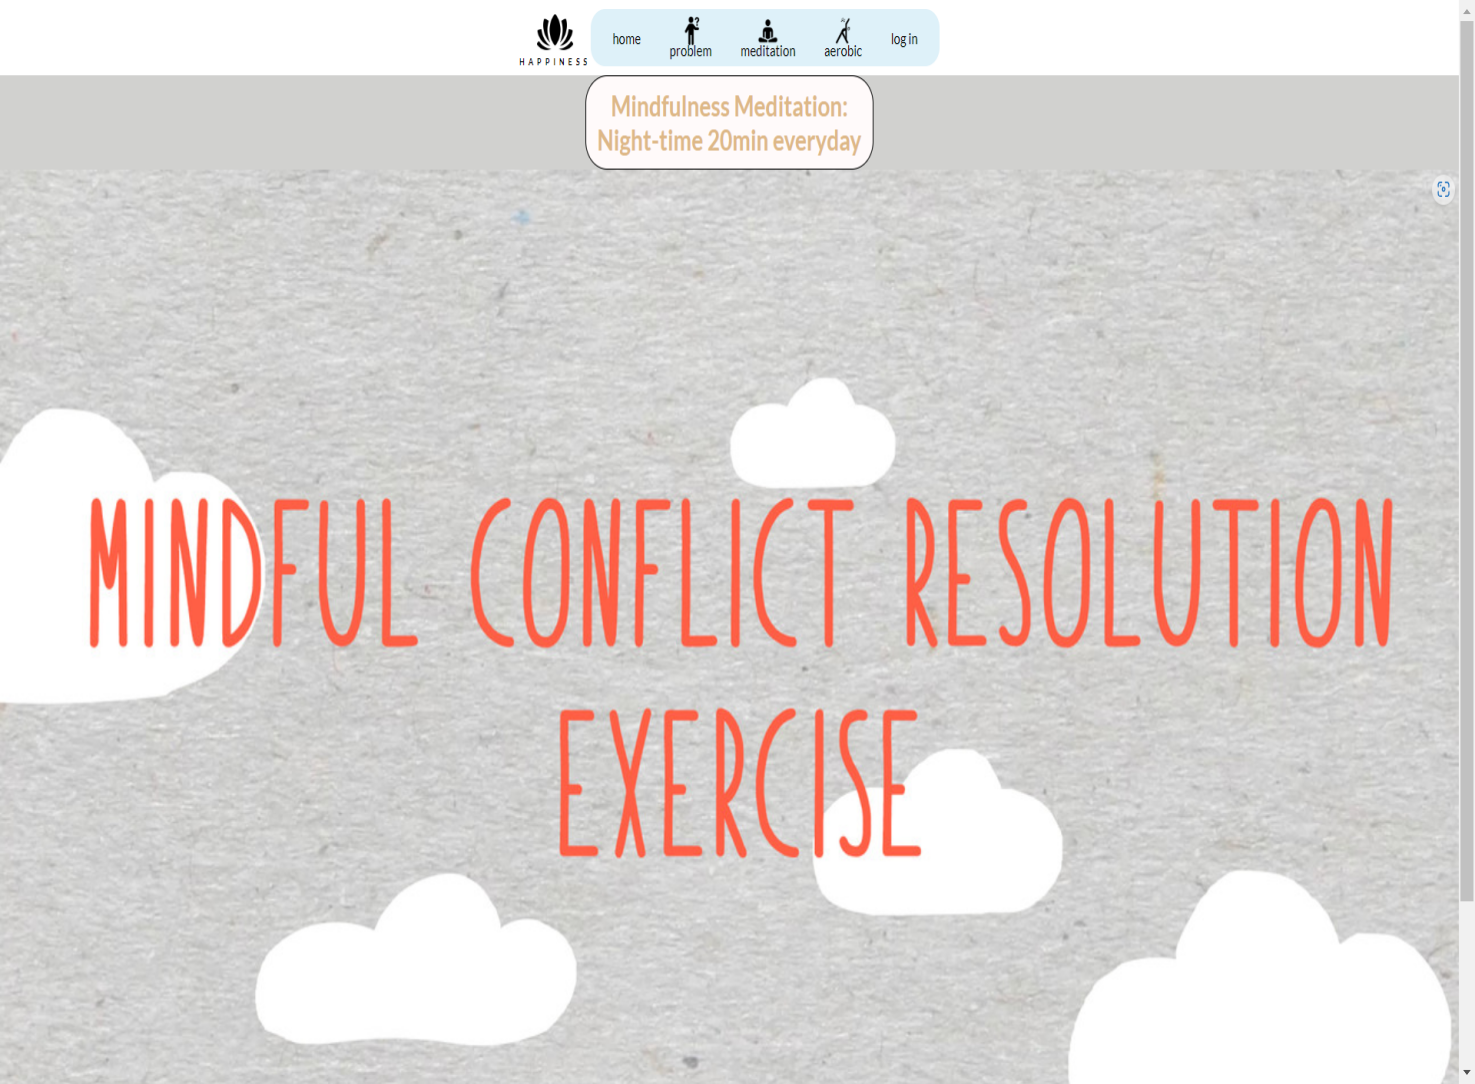 HAPPINESS
home
problem
meditation
aerobic
log in
Mindfulness Meditation:
Night-time 20min everyday
MINDFUL CONFLICT RESOLUTION
EXERCISE